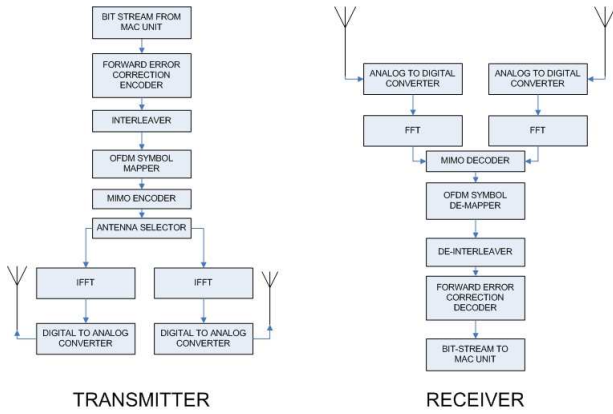 BIT STREAM FROM
MAC UNIT
FORWARD ERROR
CORRECTION
ENCODER
INTERLEAVER
OFDM SYMBOL
MAPPER
MIMO ENCODER
ANTENNA SELECTOR
IFFT
IFFT
DIGITAL TO ANALOG
CONVERTER
DIGITAL TO ANALOG
CONVERTER
TRANSMITTER
ANALOG TO DIGITAL
CONVERTER
ANALOG TO DIGITAL
CONVERTER
FFT
FFT
MIMO DECODER
OFDM SYMBOL
DE-MAPPER
DE-INTERLEAVER
FORWARD ERROR
CORRECTION
DECODER
BIT-STREAM TO
MAC UNIT
RECEIVER